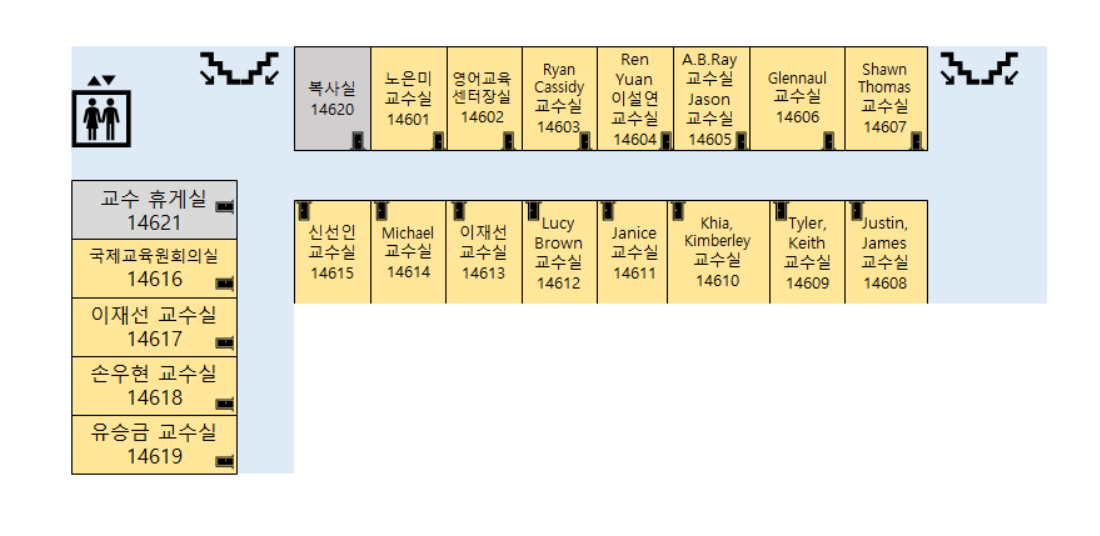 복사실
14620
노은미
교수실
14601
영어교육
센터장실
14602
Ryan
Cassidy
교수실
14603
Ren
Yuan
이설연
교수실
14604
A.B.Ray
교수실
Jason
교수실
14605
Glennaul
교수실
14606
Shawn
Thomas
교수실
14607
교수 휴게실
14621
국제교육원회의실
14616
이재선 교수실
14617
손우현 교수실
14618
유승금 교수실
14619
신선인
교수실
14615
Michael
교수실
14614
이재선
교수실
14613
Lucy
Brown
교수실
14612
Janice
교수실
14611
Khia,
Kimberley
교수실
14610
Tyler,
Keith
교수실
14609
Justin,
James
교수실
14608